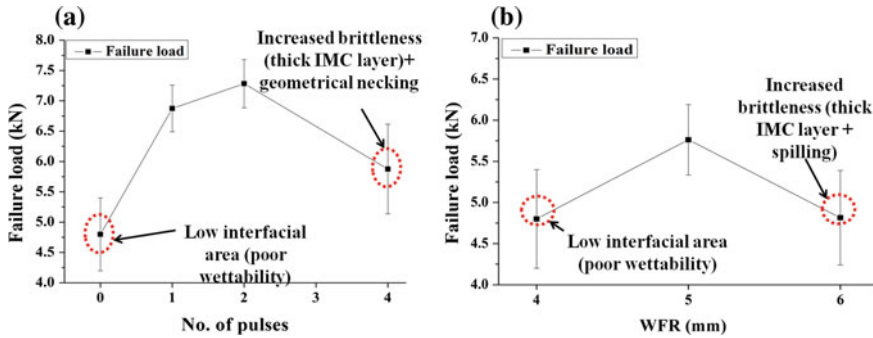 (a)
8.0
7.5
7.0
6.5
6.0
5.5
5.0
4.5
4.0
Failure load (kN)
Failure load
Increased brittleness
(thick IMC layer)+
geometrical necking
Low interfacial
area (poor
wettability)
0
1
2
3
4
No. of pulses
(b)
7.0
6.5
6.0
5.5
5.0
4.5
4.0
Failure load (kN)
Failure load
Increased
brittleness (thick
IMC layer +
spilling)
Low interfacial area
(poor wettability)
4
5
6
WFR (mm)